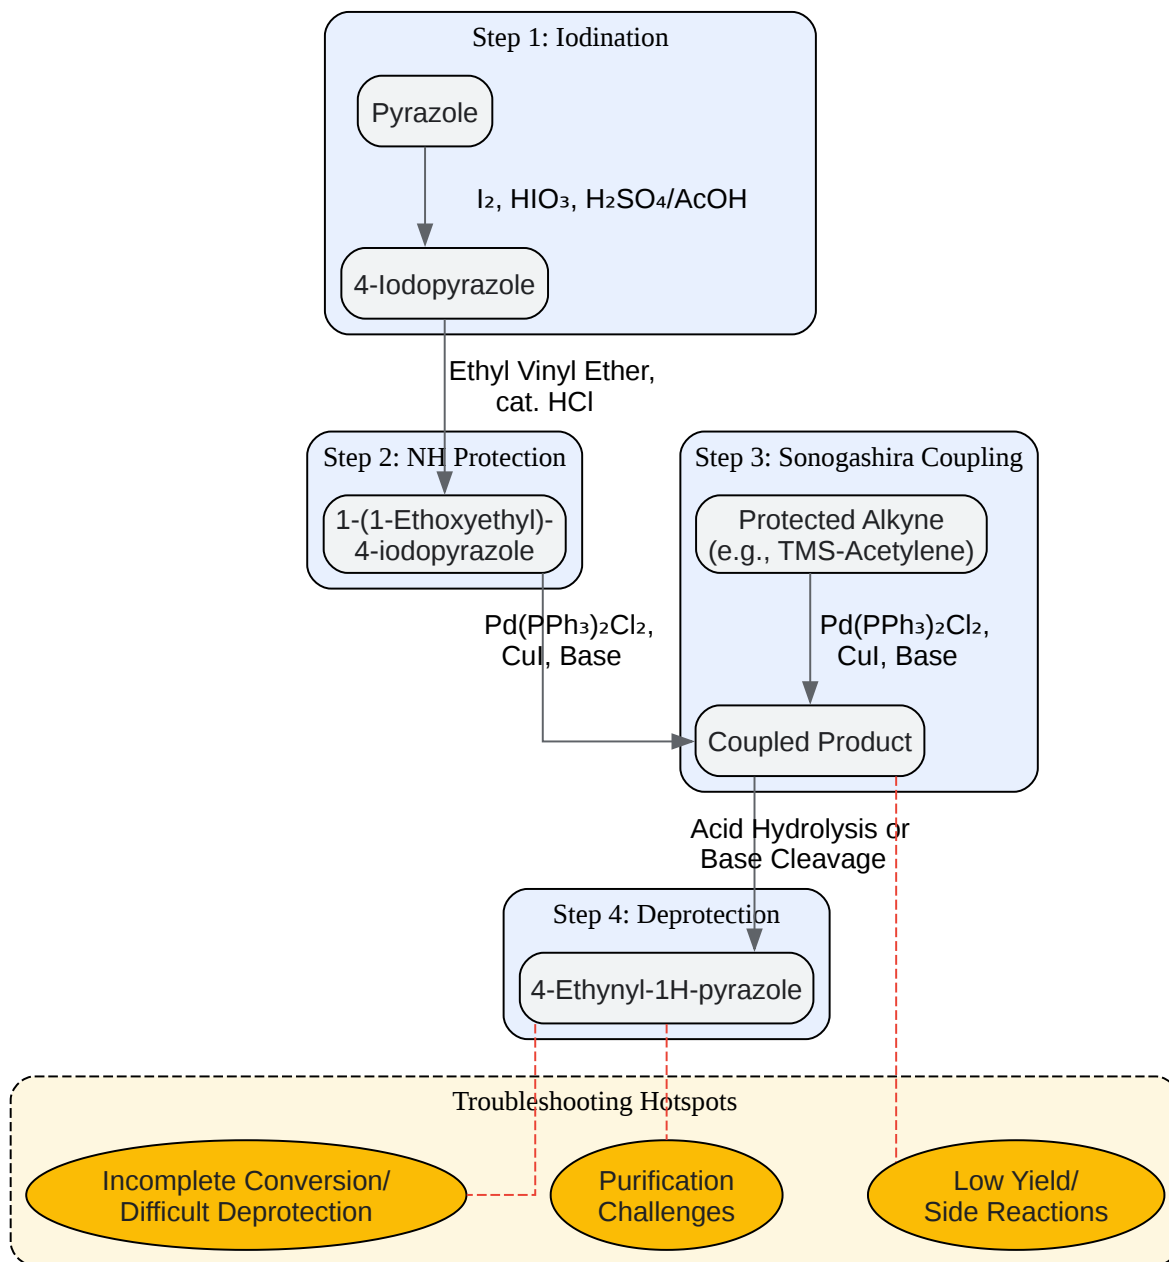 Step 1: Iodination
Pyrazole
I₂, HIO₃, H₂SO₄/AcOH
4-Iodopyrazole
Ethyl Vinyl Ether,
cat. HCl
Step 2: NH Protection
1-(1-Ethoxyethyl)-
4-iodopyrazole
Step 3: Sonogashira Coupling
Protected Alkyne
(e.g., TMS-Acetylene)
Pd(PPh₃)₂Cl₂,
CuI, Base
Pd(PPh₃)₂Cl₂,
CuI, Base
Coupled Product
Acid Hydrolysis or
Base Cleavage
Step 4: Deprotection
4-Ethynyl-1H-pyrazole
Troubleshooting Hotspots
Incomplete Conversion/
Difficult Deprotection
Purification
Challenges
Low Yield/
Side Reactions